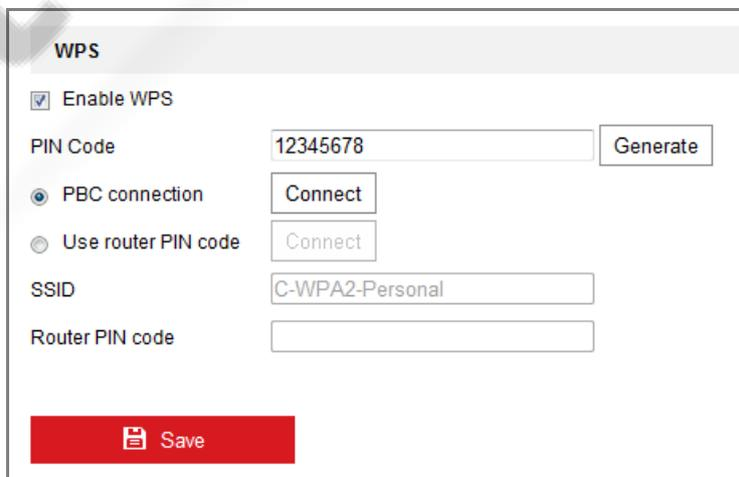 WPS
Enable WPS
PIN Code 12345678 Generate
PBC connection Connect
Use router PIN code Connect
SSID C-WPA2-Personal
Router PIN code
Save